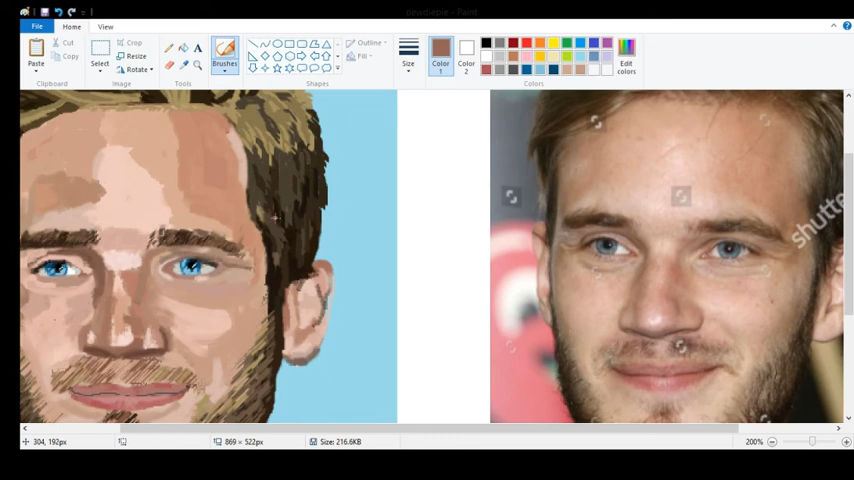 pewdiepie - Paint
File Home View
Paste
Cut
Copy
Clipboard
Select
Crop
Resize
Rotate
Image
A
Tools
Brushes
Outline
Fill
Shapes
Size
Color
1
Color
2
Edit
colors
Colors
shutte
304, 192px
869 × 522px
Size: 216.6KB
200%